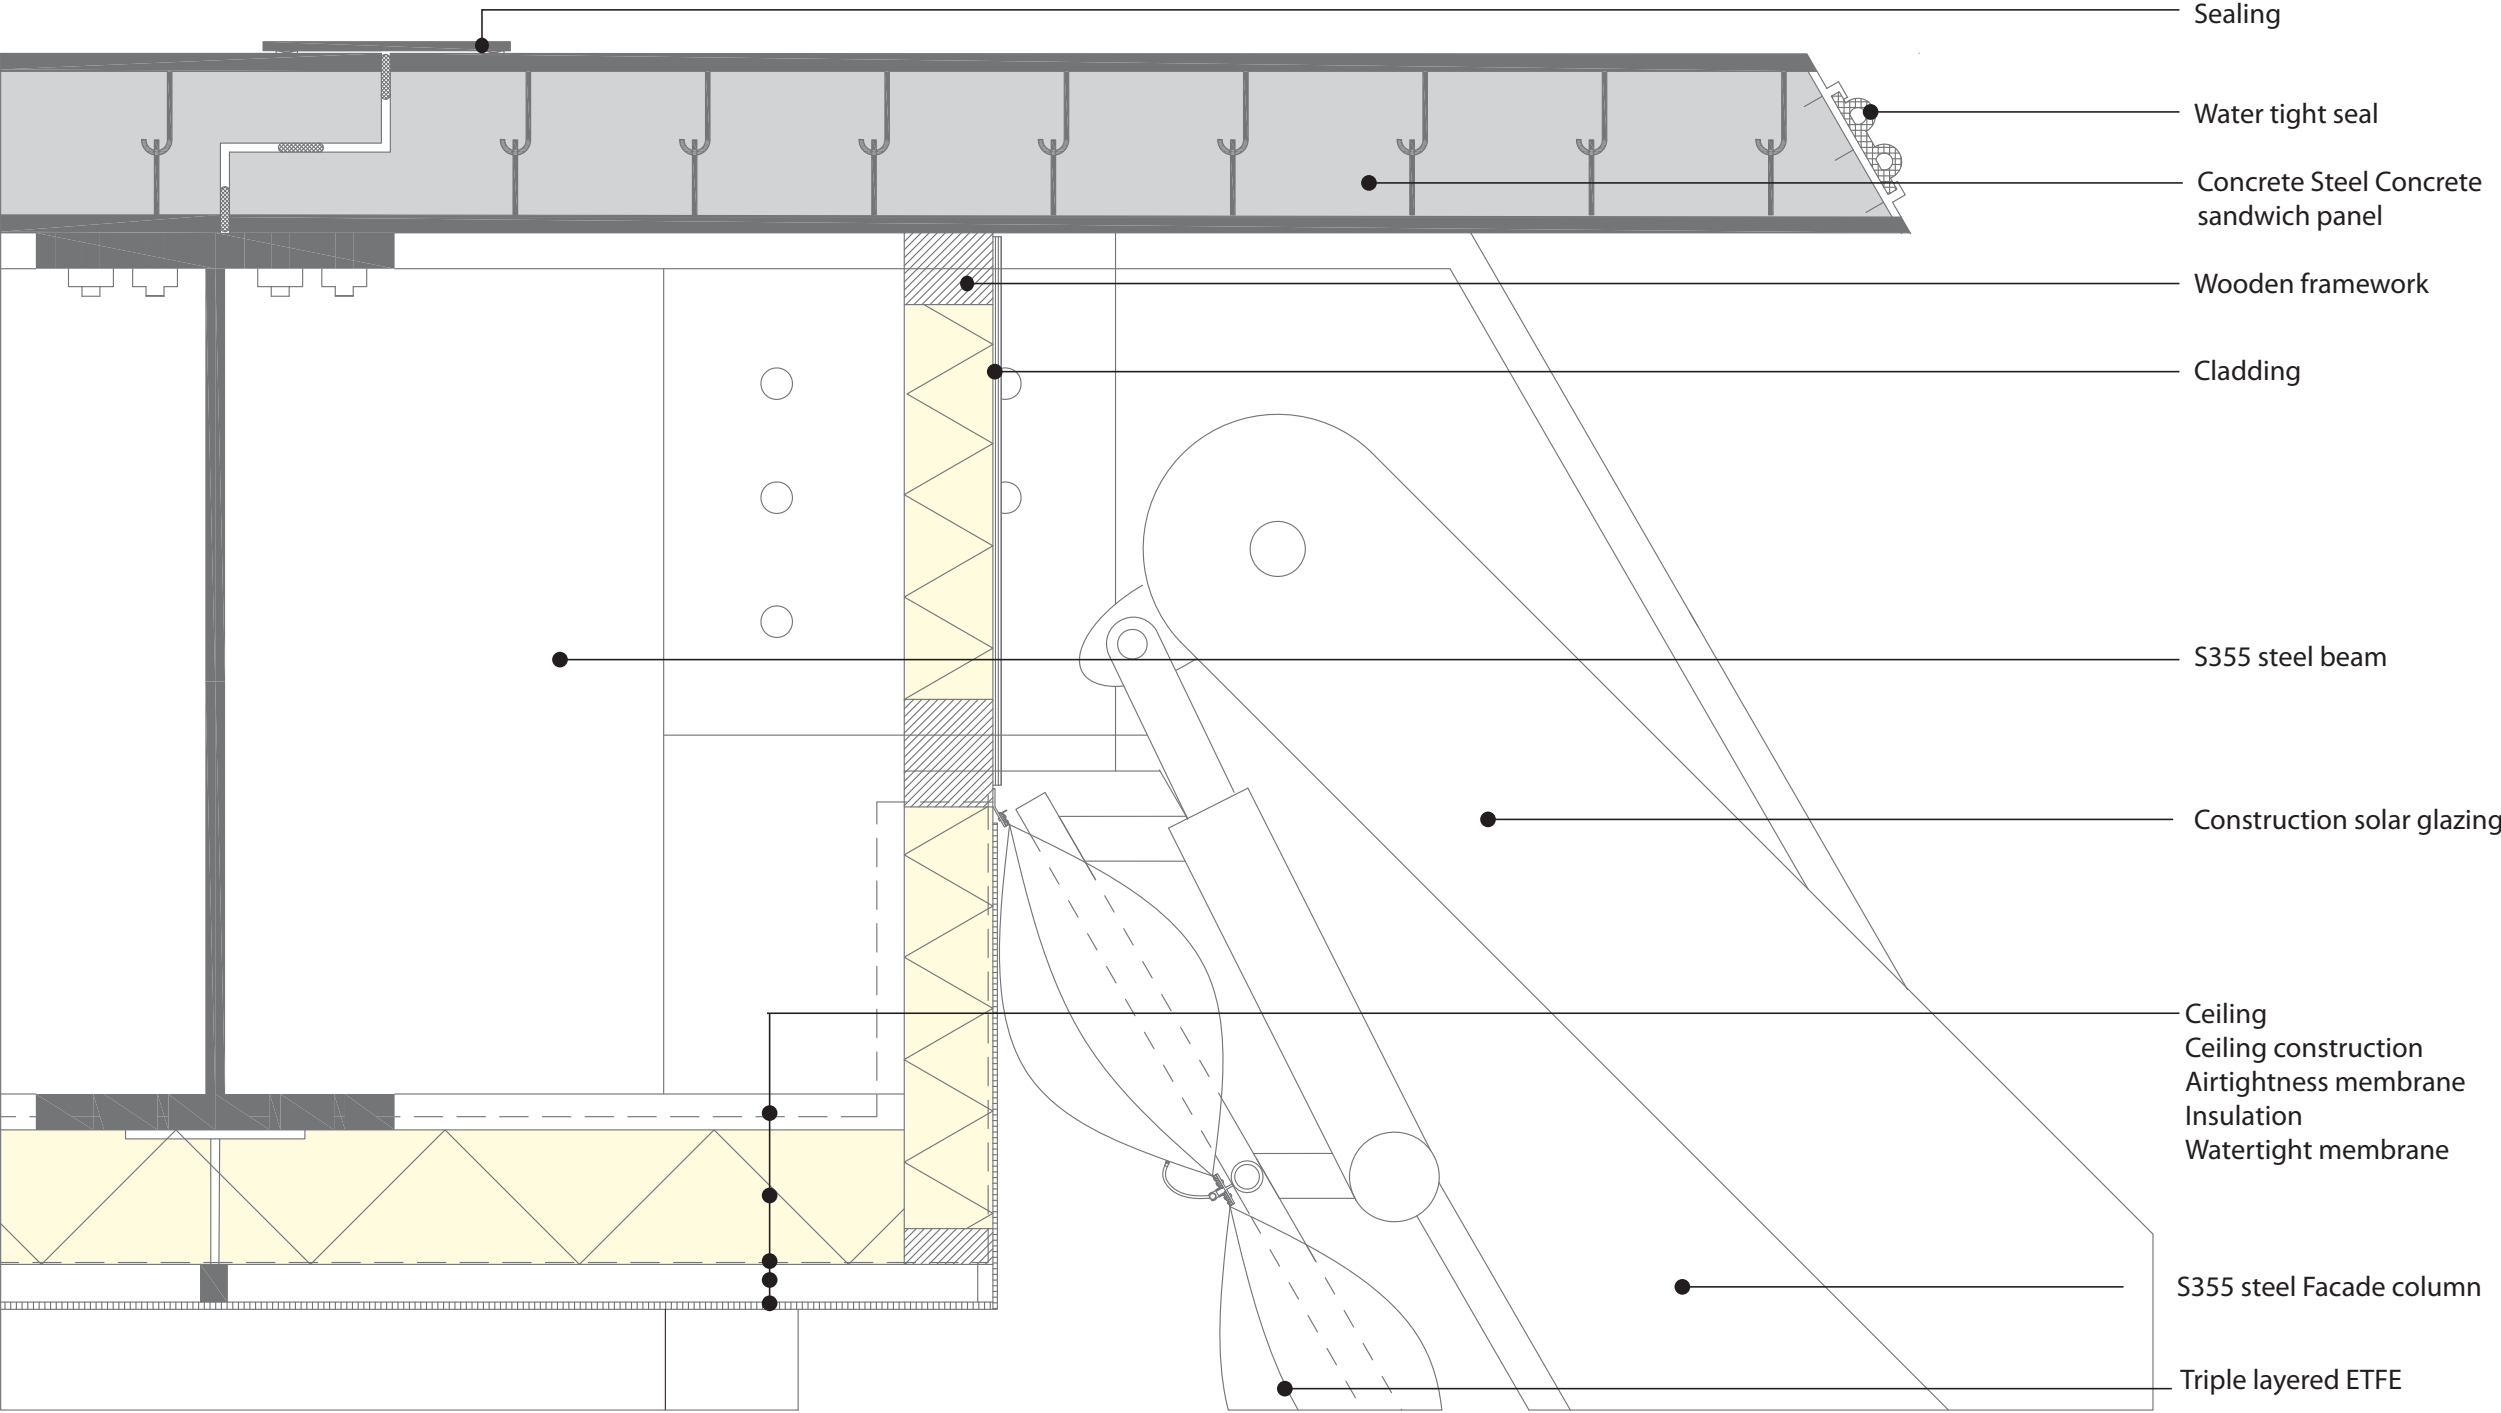 Sealing
Water tight seal
Concrete Steel Concrete
sandwich panel
Wooden framework
Cladding
S355 steel beam
Construction solar glazing
Ceiling
Ceiling construction
Airtightness membrane
Insulation
Watertight membrane
S355 steel Facade column
Triple layered ETFE